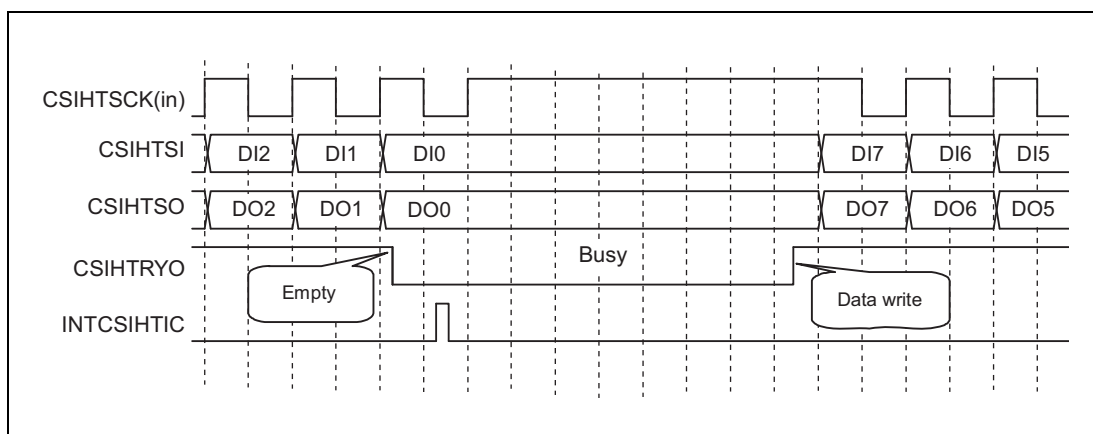 CSIHTSCK(in)
CSIHTSI DI2 DI1 DI0 DI7 DI6 DI5
CSIHTSO DO2 DO1 DO0 DO7 DO6 DO5
CSIHTRYO Busy
Empty Data write
INTCSIHTIC